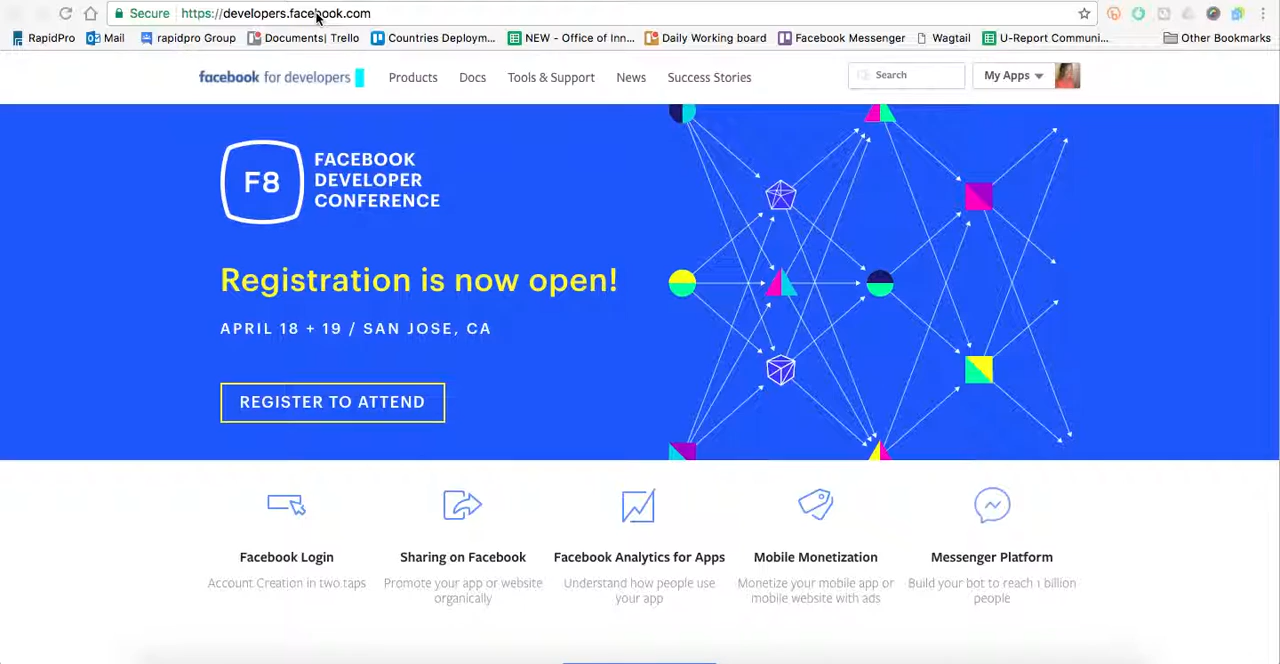 Secure https://developers.facebook.com
RapidPro Mail rapidpro Group Documents| Trello Countries Deploym... NEW - Office of Inn... Daily Working board Facebook Messenger Wagtail U-Report Communi... Other Bookmarks
facebook for developers Products Docs Tools & Support News Success Stories Search My Apps
F8
FACEBOOK
DEVELOPER
CONFERENCE
Registration is now open!
APRIL 18 + 19 / SAN JOSE, CA
REGISTER TO ATTEND
Facebook Login
Account Creation in two taps
Sharing on Facebook
Promote your app or website
organically
Facebook Analytics for Apps
Understand how people use
your app
Mobile Monetization
Monetize your mobile app or
mobile website with ads
Messenger Platform
Build your bot to reach 1 billion
people